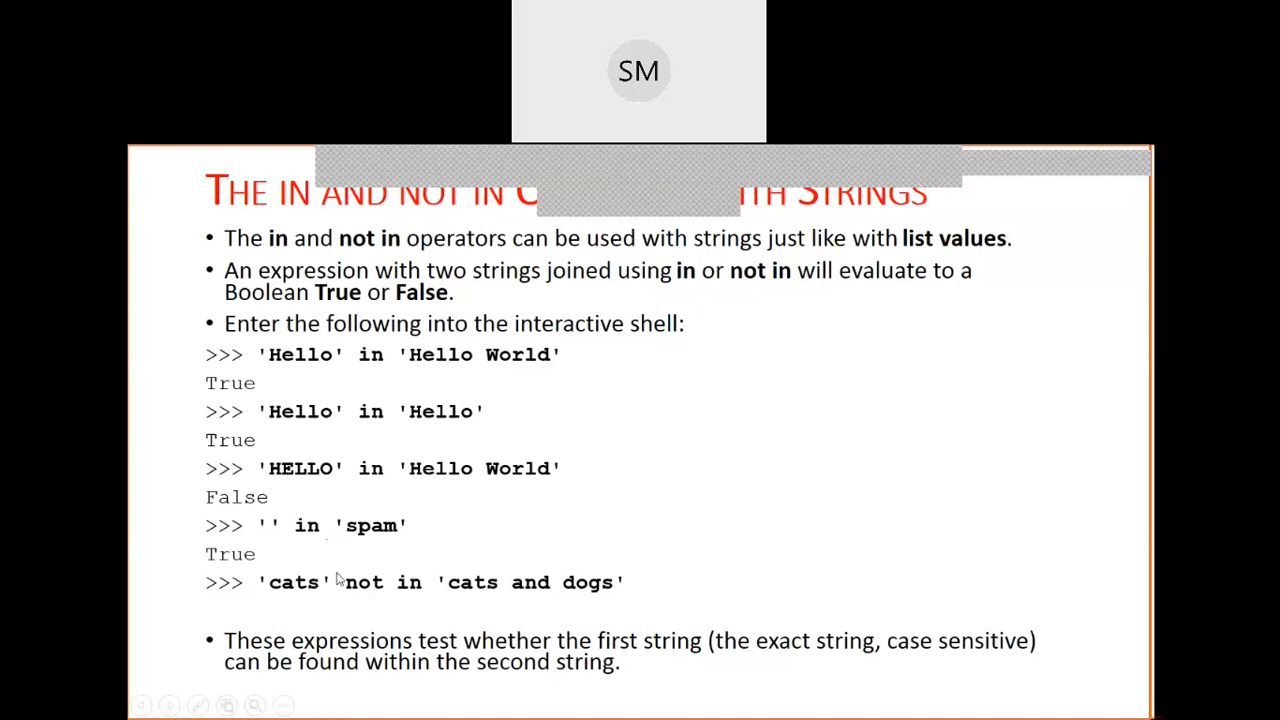 SM
THE IN AND NOT IN WITH STRINGS
• The in and not in operators can be used with strings just like with list values.
• An expression with two strings joined using in or not in will evaluate to a
Boolean True or False.
• Enter the following into the interactive shell:
>>> 'Hello' in 'Hello World'
True
>>> 'Hello' in 'Hello'
True
>>> 'HELLO' in 'Hello World'
False
>>> '' in 'spam'
True
>>> 'cats' not in 'cats and dogs'
• These expressions test whether the first string (the exact string, case sensitive)
can be found within the second string.